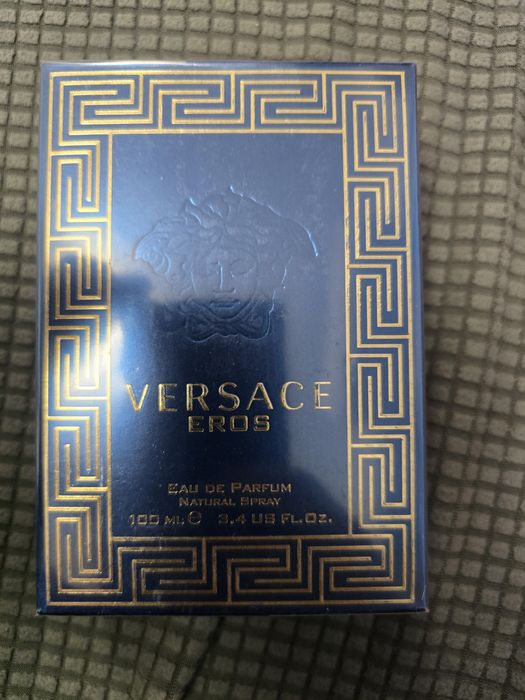 VERSACE
EROS
EAU DE PARFUM
NATURAL SPRAY
100 ML ℮ 3.4 US FL.OZ.